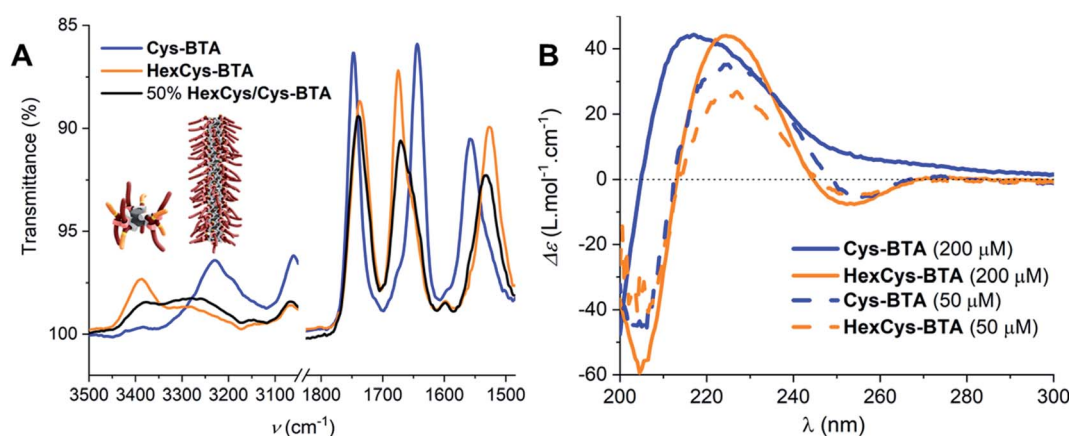 A
Cys-BTA
HexCys-BTA
50% HexCys/Cys-BTA
Transmittance (%)
85
90
95
100
3500 3400 3300 3200 3100 1800 1700 1600 1500
ν (cm⁻¹)
B
Δε (L.mol⁻¹.cm⁻¹)
40
20
0
-20
-40
-60
Cys-BTA (200 μM)
HexCys-BTA (200 μM)
Cys-BTA (50 μM)
HexCys-BTA (50 μM)
200 220 240 260 280 300
λ (nm)